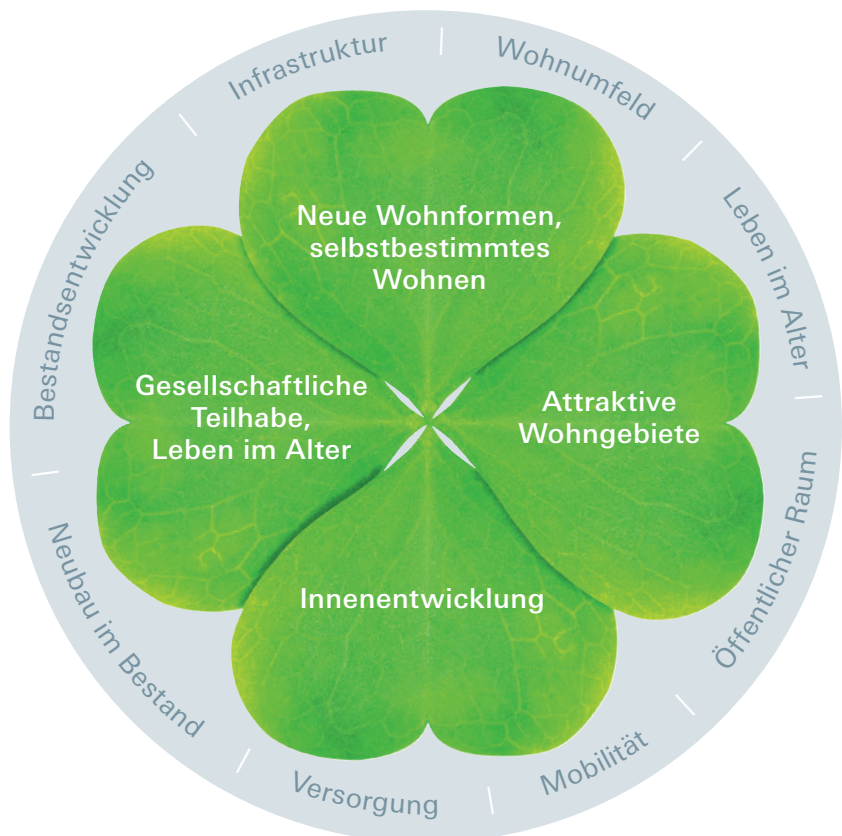 Infrastruktur
Wohnumfeld
Leben im Alter
Öffentlicher Raum
Mobilität
Versorgung
Neubau im Bestand
Bestandsentwicklung
Neue Wohnformen,
selbstbestimmtes
Wohnen
Attraktive
Wohngebiete
Innenentwicklung
Gesellschaftliche
Teilhabe,
Leben im Alter